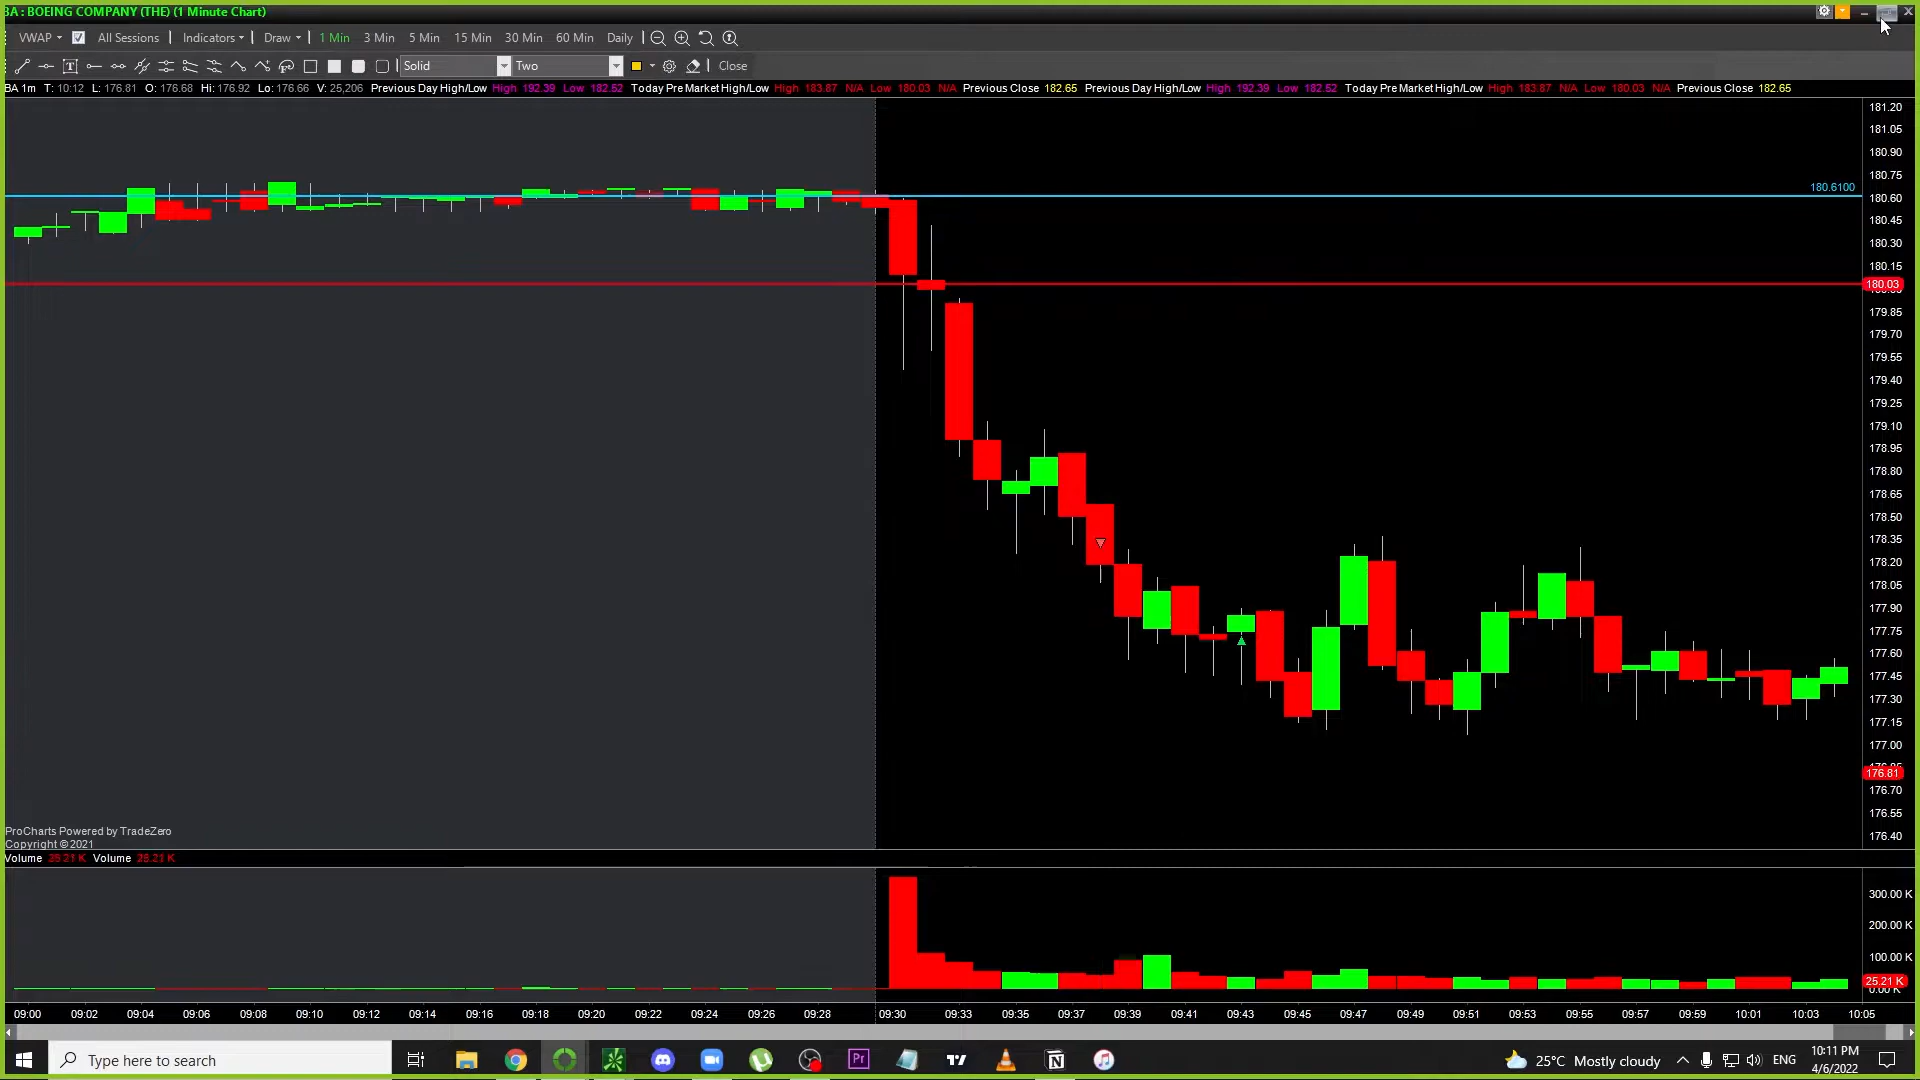 BA : BOEING COMPANY (THE) (1 Minute Chart)
VWAP All Sessions Indicators Draw 1 Min 3 Min 5 Min 15 Min 30 Min 60 Min Daily
T Solid Two Close
BA 1m T: 10:12 L: 176.81 O: 176.68 Hi: 176.92 Lo: 176.66 V: 25,206 Previous Day High/Low High 192.39 Low 182.52 Today Pre Market High/Low High 183.87 N/A Low 180.03 N/A Previous Close 182.65 Previous Day High/Low High 192.39 Low 182.52 Today Pre Market High/Low High 183.87 N/A Low 180.03 N/A Previous Close 182.65
181.20
181.05
180.90
180.75
180.6100
180.60
180.45
180.30
180.15
180.03
179.85
179.70
179.55
179.40
179.25
179.10
178.95
178.80
178.65
178.50
178.35
178.20
178.05
177.90
177.75
177.60
177.45
177.30
177.15
177.00
176.81
176.70
176.55
176.40
ProCharts Powered by TradeZero
Copyright © 2021
Volume 25.21 K Volume 25.21 K
300.00 K
200.00 K
100.00 K
25.21 K
0.00 K
09:00 09:02 09:04 09:06 09:08 09:10 09:12 09:14 09:16 09:18 09:20 09:22 09:24 09:26 09:28 09:30 09:33 09:35 09:37 09:39 09:41 09:43 09:45 09:47 09:49 09:51 09:53 09:55 09:57 09:59 10:01 10:03 10:05
Type here to search
Pr
25°C Mostly cloudy
ENG
10:11 PM
4/6/2022